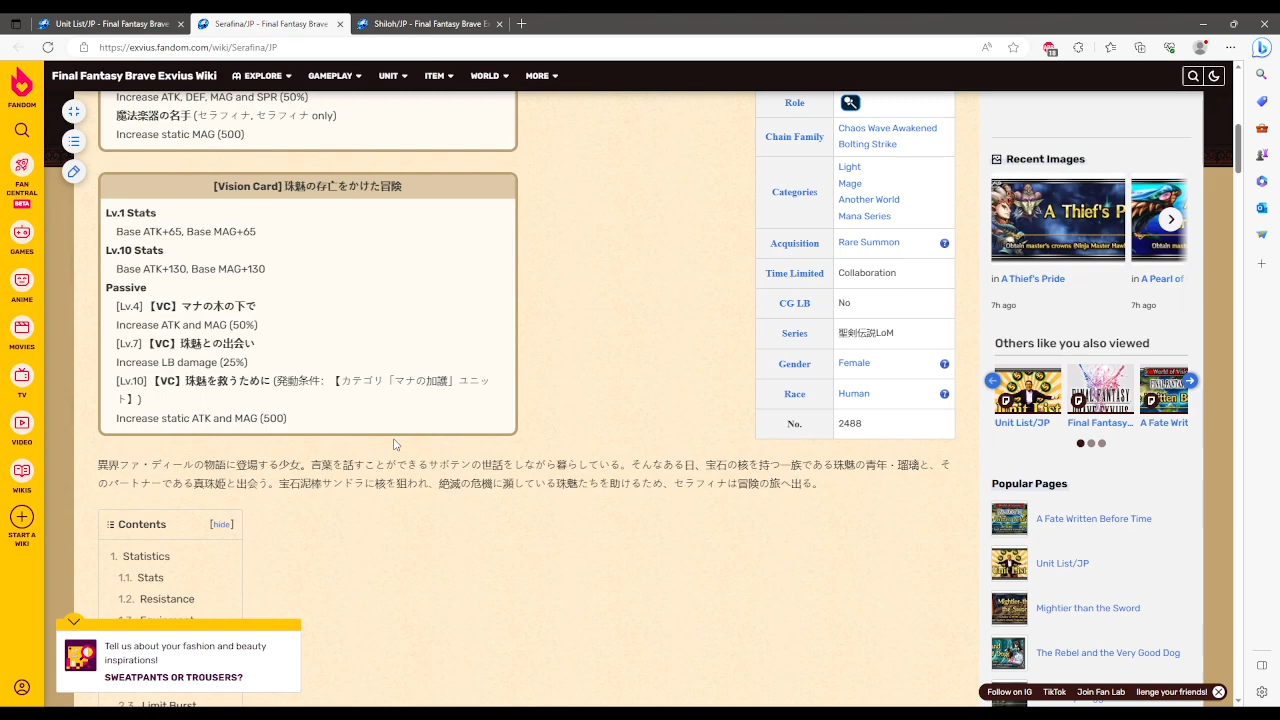 Unit List/JP - Final Fantasy Brave
Serafina/JP - Final Fantasy Brave
Shiloh/JP - Final Fantasy Brave E
https://exvius.fandom.com/wiki/Serafina/JP
18
FANDOM
FAN CENTRAL
BETA
GAMES
ANIME
MOVIES
TV
VIDEO
WIKIS
START A WIKI
Final Fantasy Brave Exvius Wiki
EXPLORE
GAMEPLAY
UNIT
ITEM
WORLD
MORE
Increase ATK, DEF, MAG and SPR (50%)
魔法楽器の名手 (セラフィナ, セラフィナ only)
Increase static MAG (500)
[Vision Card] 珠魅の存亡をかけた冒険
Lv.1 Stats
Base ATK+65, Base MAG+65
Lv.10 Stats
Base ATK+130, Base MAG+130
Passive
[Lv.4] 【VC】マナの木の下で
Increase ATK and MAG (50%)
[Lv.7] 【VC】珠魅との出会い
Increase LB damage (25%)
[Lv.10] 【VC】珠魅を救うために (発動条件: 【カテゴリ「マナの加護」ユニッ
ト】)
Increase static ATK and MAG (500)
異界ファ・ディールの物語に登場する少女。言葉を話すことができるサボテンの世話をしながら暮らしている。そんなある日、宝石の核を持つ一族である珠魅の青年・瑠璃と、そ
のパートナーである真珠姫と出会う。宝石泥棒サンドラに核を狙われ、絶滅の危機に瀕している珠魅たちを助けるため、セラフィナは冒険の旅へ出る。
Contents [hide]
1. Statistics
1.1. Stats
1.2. Resistance
2.3. Limit Burst
Tell us about your fashion and beauty
inspirations!
SWEATPANTS OR TROUSERS?
Role
Chain Family
Chaos Wave Awakened
Bolting Strike
Categories
Light
Mage
Another World
Mana Series
Acquisition
Rare Summon
Time Limited
Collaboration
CG LB
No
Series
聖剣伝説LoM
Gender
Female
Race
Human
No.
2488
Recent Images
A Thief's P
Obtain master's crowns (Ninja Master Haw
in A Thief's Pride
7h ago
Obtain mas
in A Pearl of
7h ago
Others like you also viewed
Unit List
FINAL FANTASY
World of Vision
itten B
Unit List/JP
Final Fantasy...
A Fate Writ
Popular Pages
A Fate Written Before Time
Unit List/JP
Mightier than the Sword
The Rebel and the Very Good Dog
Follow on IG
TikTok
Join Fan Lab
llenge your friends!